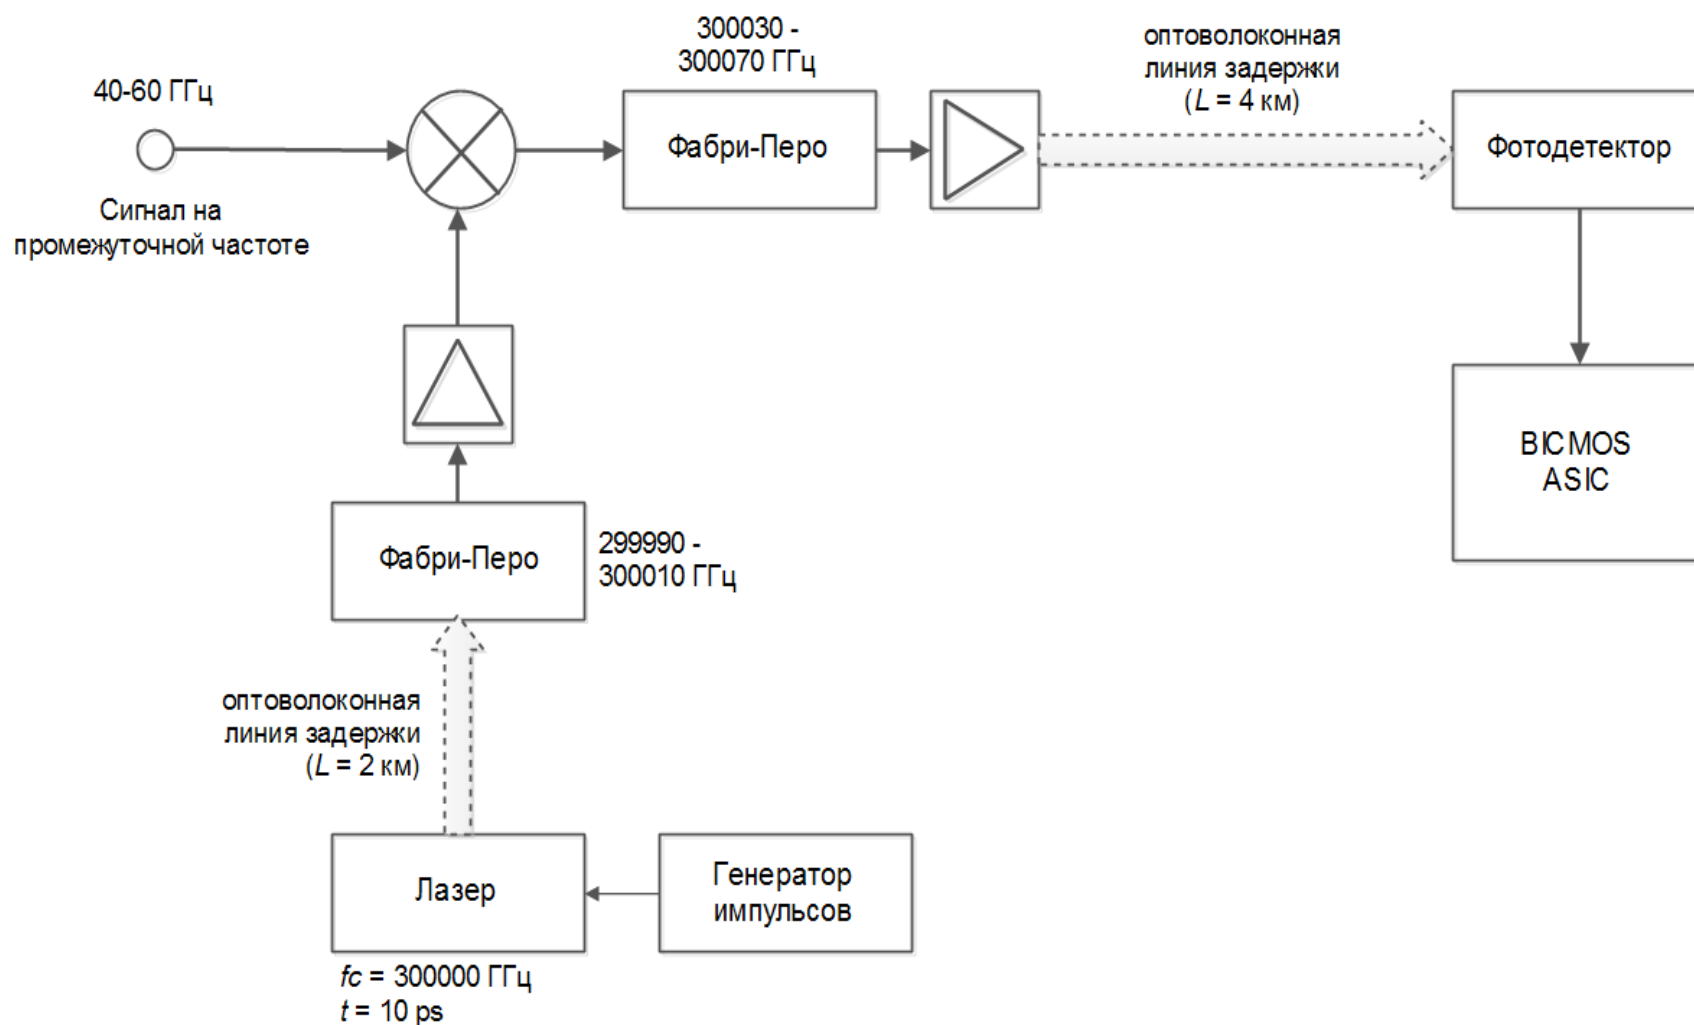 300030 -
300070 ГГц
оптоволоконная
линия задержки
(L = 4 км)
40-60 ГГц
Фабри-Перо
Фотодетектор
Сигнал на
промежуточной частоте
BICMOS
ASIC
Фабри-Перо
299990 -
300010 ГГц
оптоволоконная
линия задержки
(L = 2 км)
Лазер
Генератор
импульсов
fc = 300000 ГГц
t = 10 ps